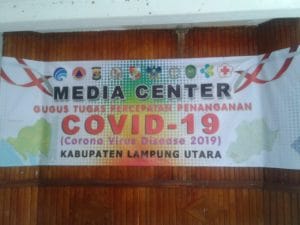 MEDIA CENTER
GUGUS TUGAS PERCEPATAN PENANGANAN
COVID-19
(Corona Virus Disease 2019)
KABUPATEN LAMPUNG UTARA